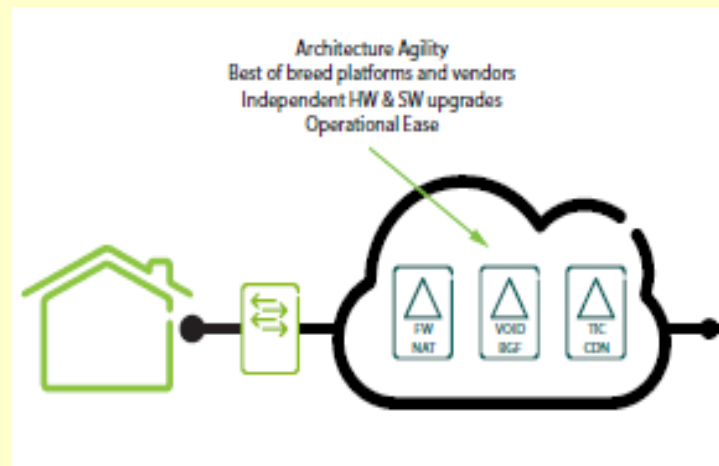 Architecture Agility
Best of breed platforms and vendors
Independent HW & SW upgrades
Operational Ease
FW
NAT
VOID
BGF
TIC
CDN